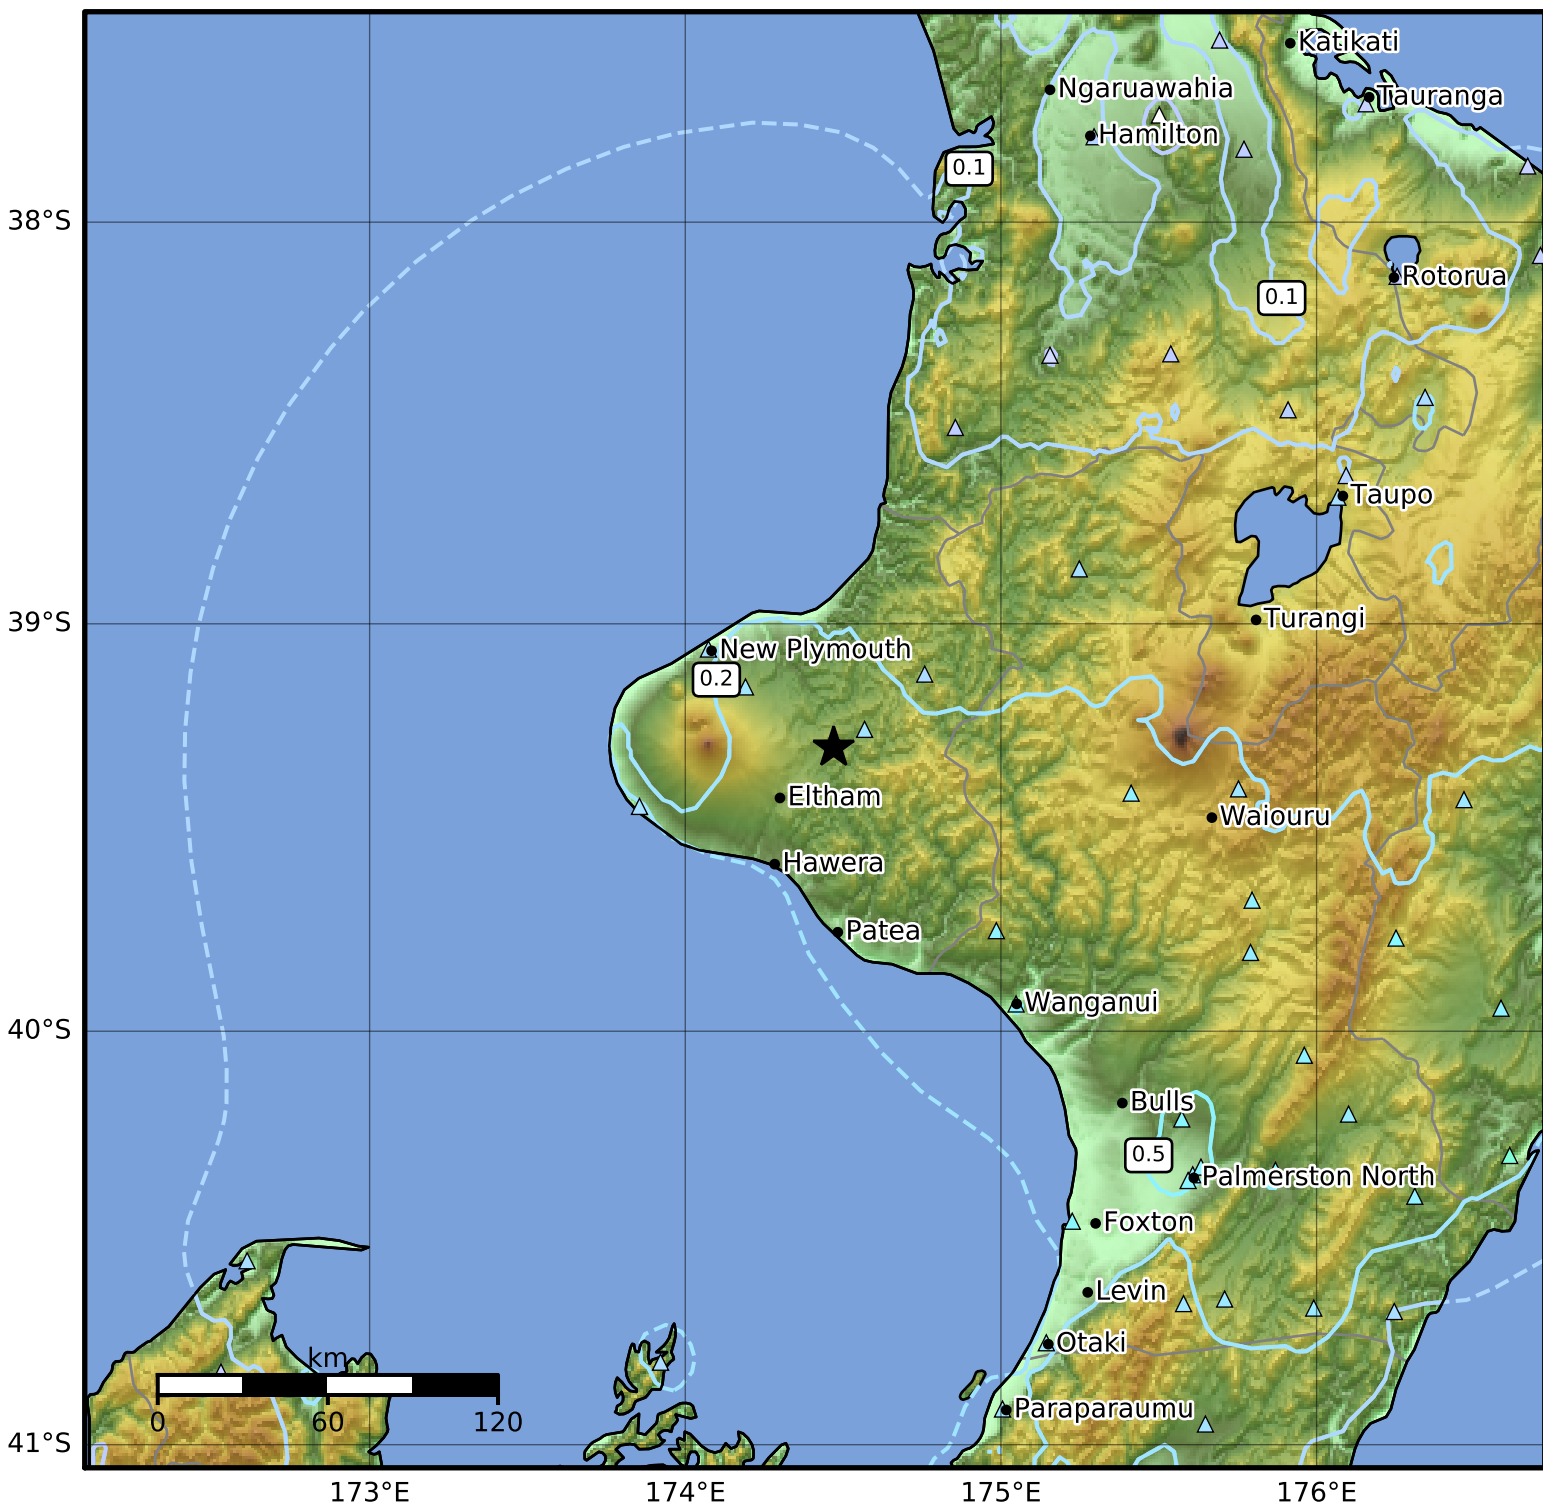 Katikati
Ngaruawahia
Tauranga
Hamilton
0.1
38°S
Rotorua
0.1
Taupo
39°S
Turangi
New Plymouth
0.2
Eltham
Waiouru
Hawera
Patea
Wanganui
40°S
Bulls
0.5
Palmerston North
Foxton
Levin
Otaki
km
Paraparaumu
0 60 120
41°S
173°E 174°E 175°E 176°E